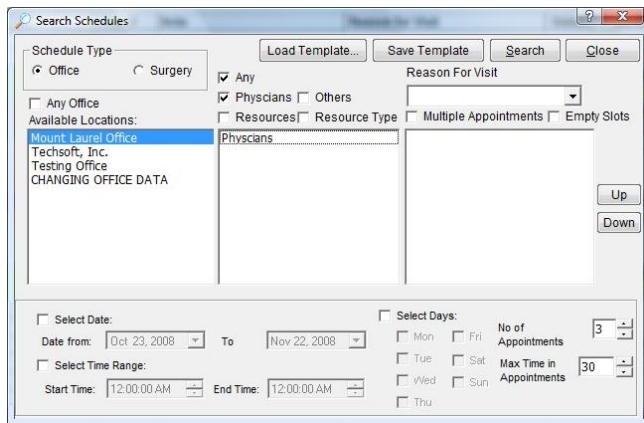 Search Schedules
Schedule Type
Office Surgery
Load Template... Save Template Search Close
Any
Reason For Visit
Physcians Others
Any Office
Resources Resource Type Multiple Appointments Empty Slots
Available Locations:
Mount Laurel Office
Techsoft, Inc.
Testing Office
CHANGING OFFICE DATA
Physcians
Up
Down
Select Date:
Date from: Oct 23, 2008 To Nov 22, 2008
Select Time Range:
Start Time: 12:00:00 AM End Time: 12:00:00 AM
Select Days:
Mon Fri
Tue Sat
Wed Sun
Thu
No of
Appointments
3
Max Time in
Appointments
30